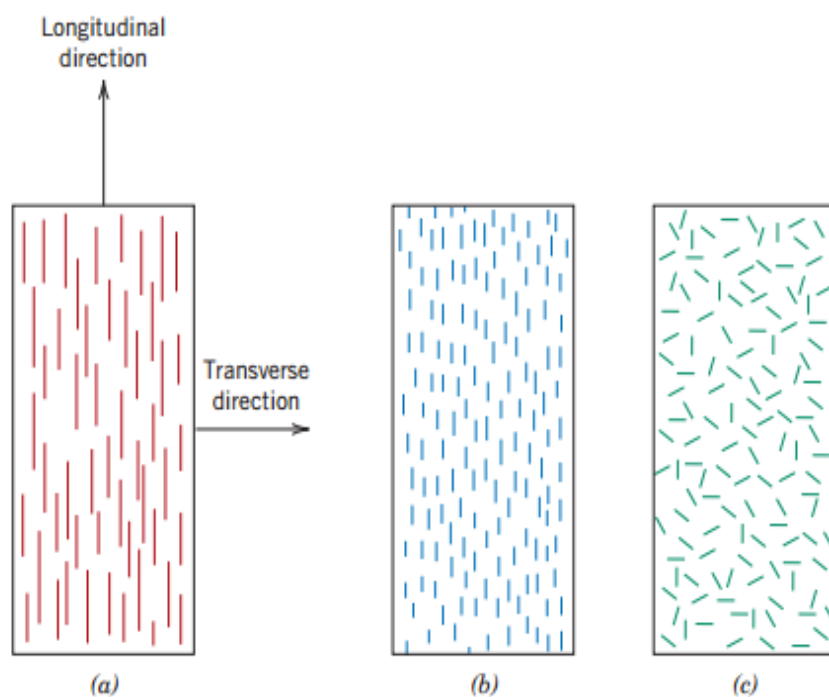 Longitudinal
direction
Transverse
direction
(a)
(b)
(c)